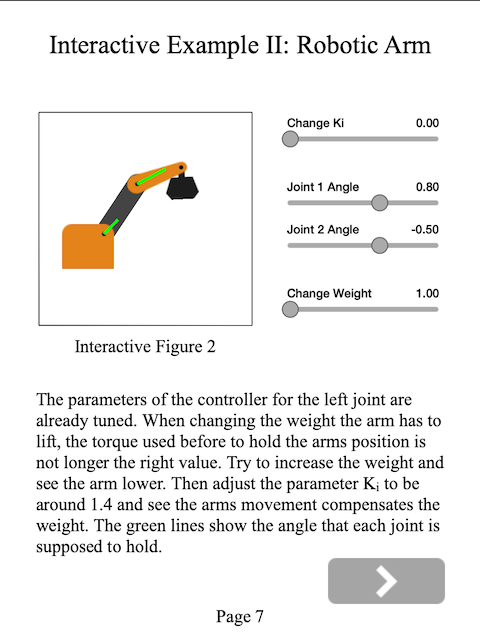 Interactive Example II: Robotic Arm
Change Ki 0.00
Joint 1 Angle 0.80
Joint 2 Angle -0.50
Change Weight 1.00
Interactive Figure 2
The parameters of the controller for the left joint are
already tuned. When changing the weight the arm has to
lift, the torque used before to hold the arms position is
not longer the right value. Try to increase the weight and
see the arm lower. Then adjust the parameter Kᵢ to be
around 1.4 and see the arms movement compensates the
weight. The green lines show the angle that each joint is
supposed to hold.
Page 7